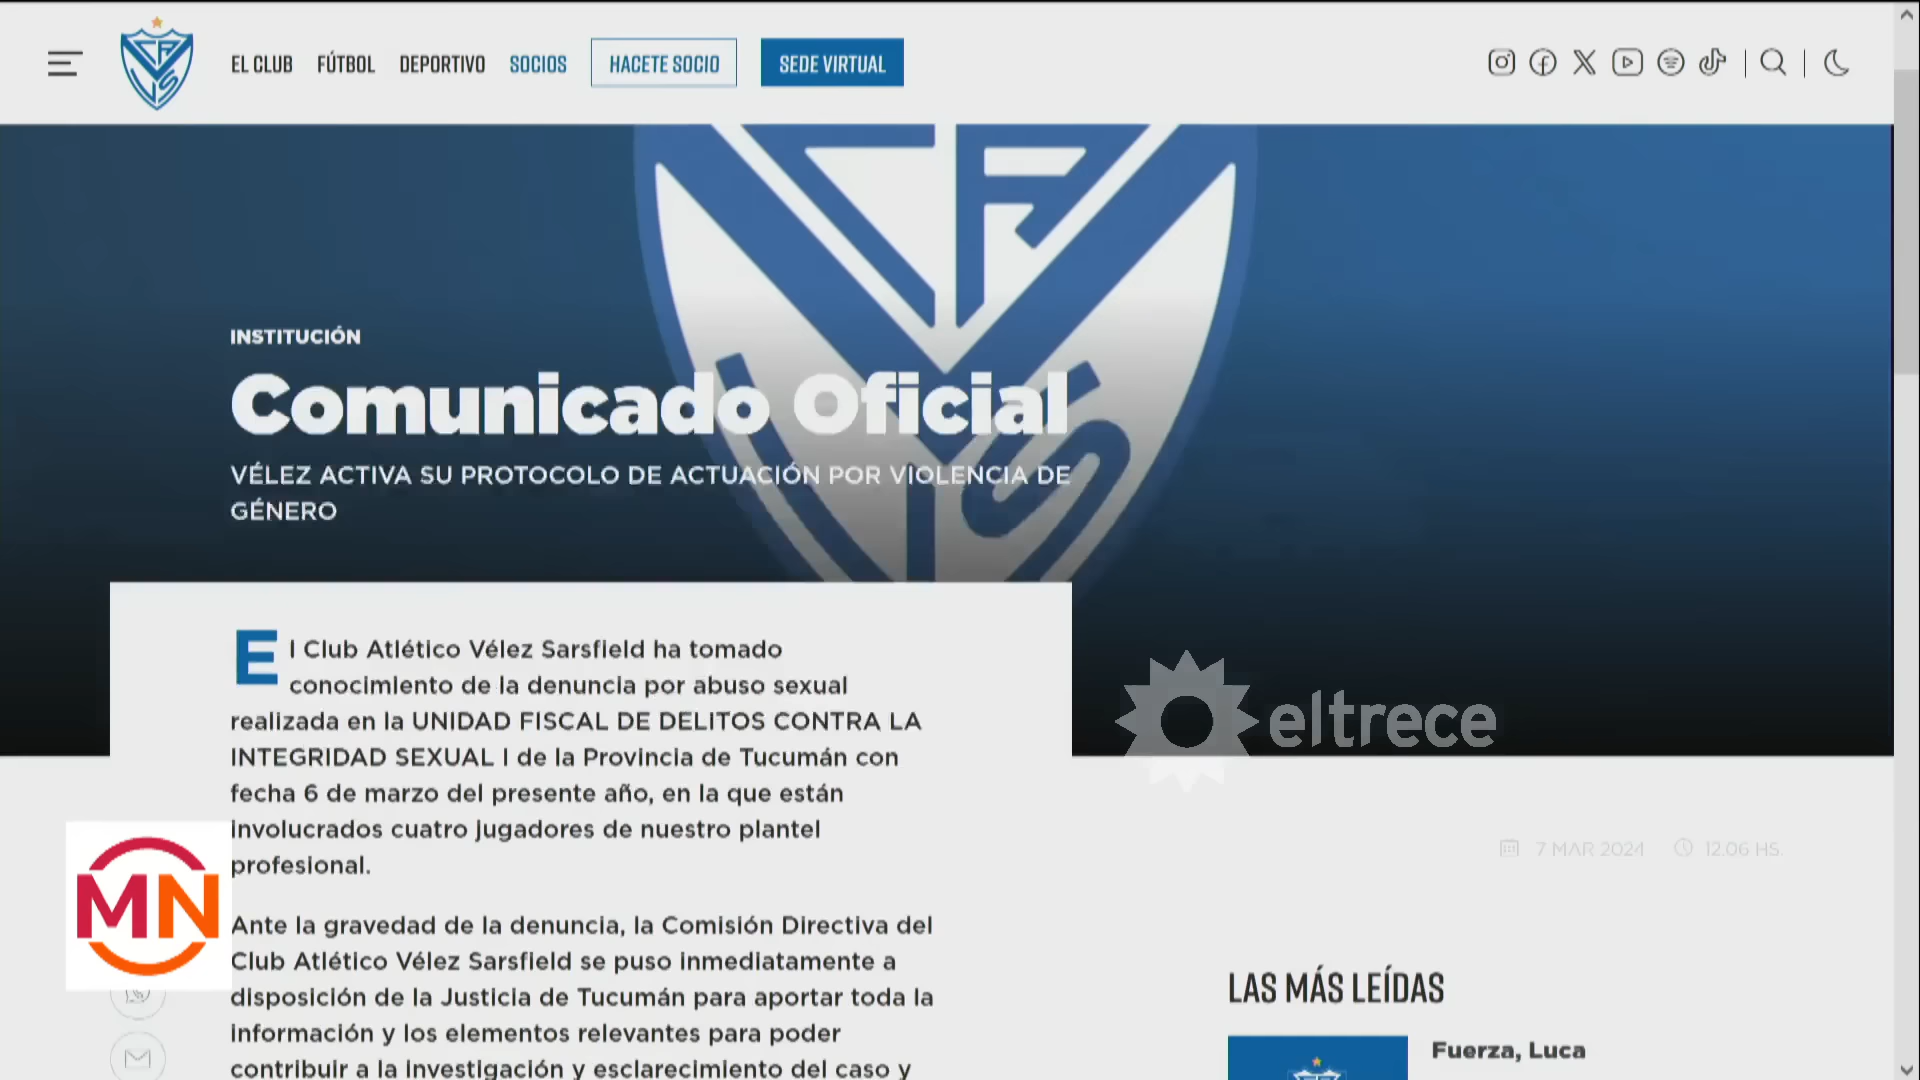 EL CLUB FÚTBOL DEPORTIVO SOCIOS HACETE SOCIO SEDE VIRTUAL
INSTITUCIÓN
Comunicado Oficial
VÉLEZ ACTIVA SU PROTOCOLO DE ACTUACIÓN POR VIOLENCIA DE
GÉNERO
El Club Atlético Vélez Sarsfield ha tomado
conocimiento de la denuncia por abuso sexual
realizada en la UNIDAD FISCAL DE DELITOS CONTRA LA
INTEGRIDAD SEXUAL I de la Provincia de Tucumán con
fecha 6 de marzo del presente año, en la que están
involucrados cuatro jugadores de nuestro plantel
profesional.
Ante la gravedad de la denuncia, la Comisión Directiva del
Club Atlético Vélez Sarsfield se puso inmediatamente a
disposición de la Justicia de Tucumán para aportar toda la
información y los elementos relevantes para poder
contribuir a la investigación y esclarecimiento del caso y
eltrece
7 MAR 2024 12.06 HS.
MN
LAS MÁS LEÍDAS
Fuerza, Luca